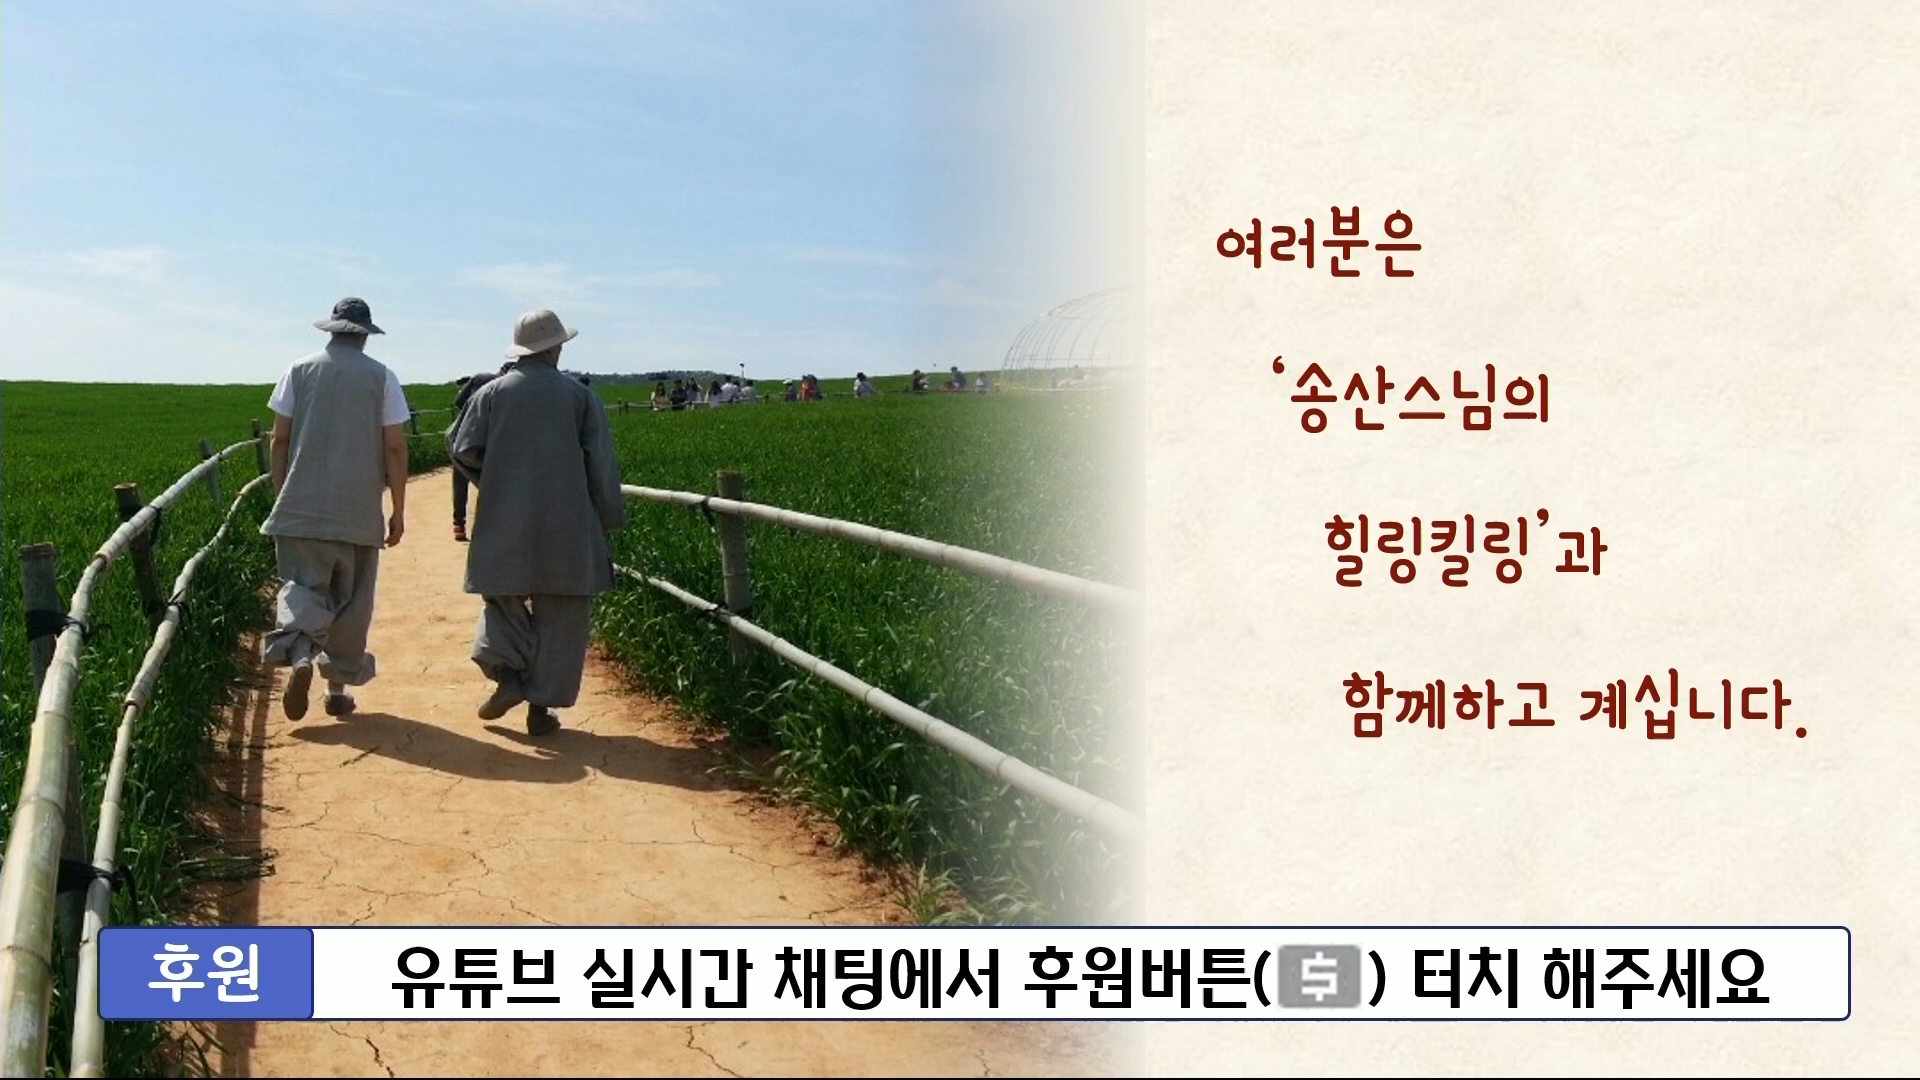 여러분은
‘송산스님의
힐링킬링’과
함께하고 계십니다.
후원 유튜브 실시간 채팅에서 후원버튼($) 터치 해주세요